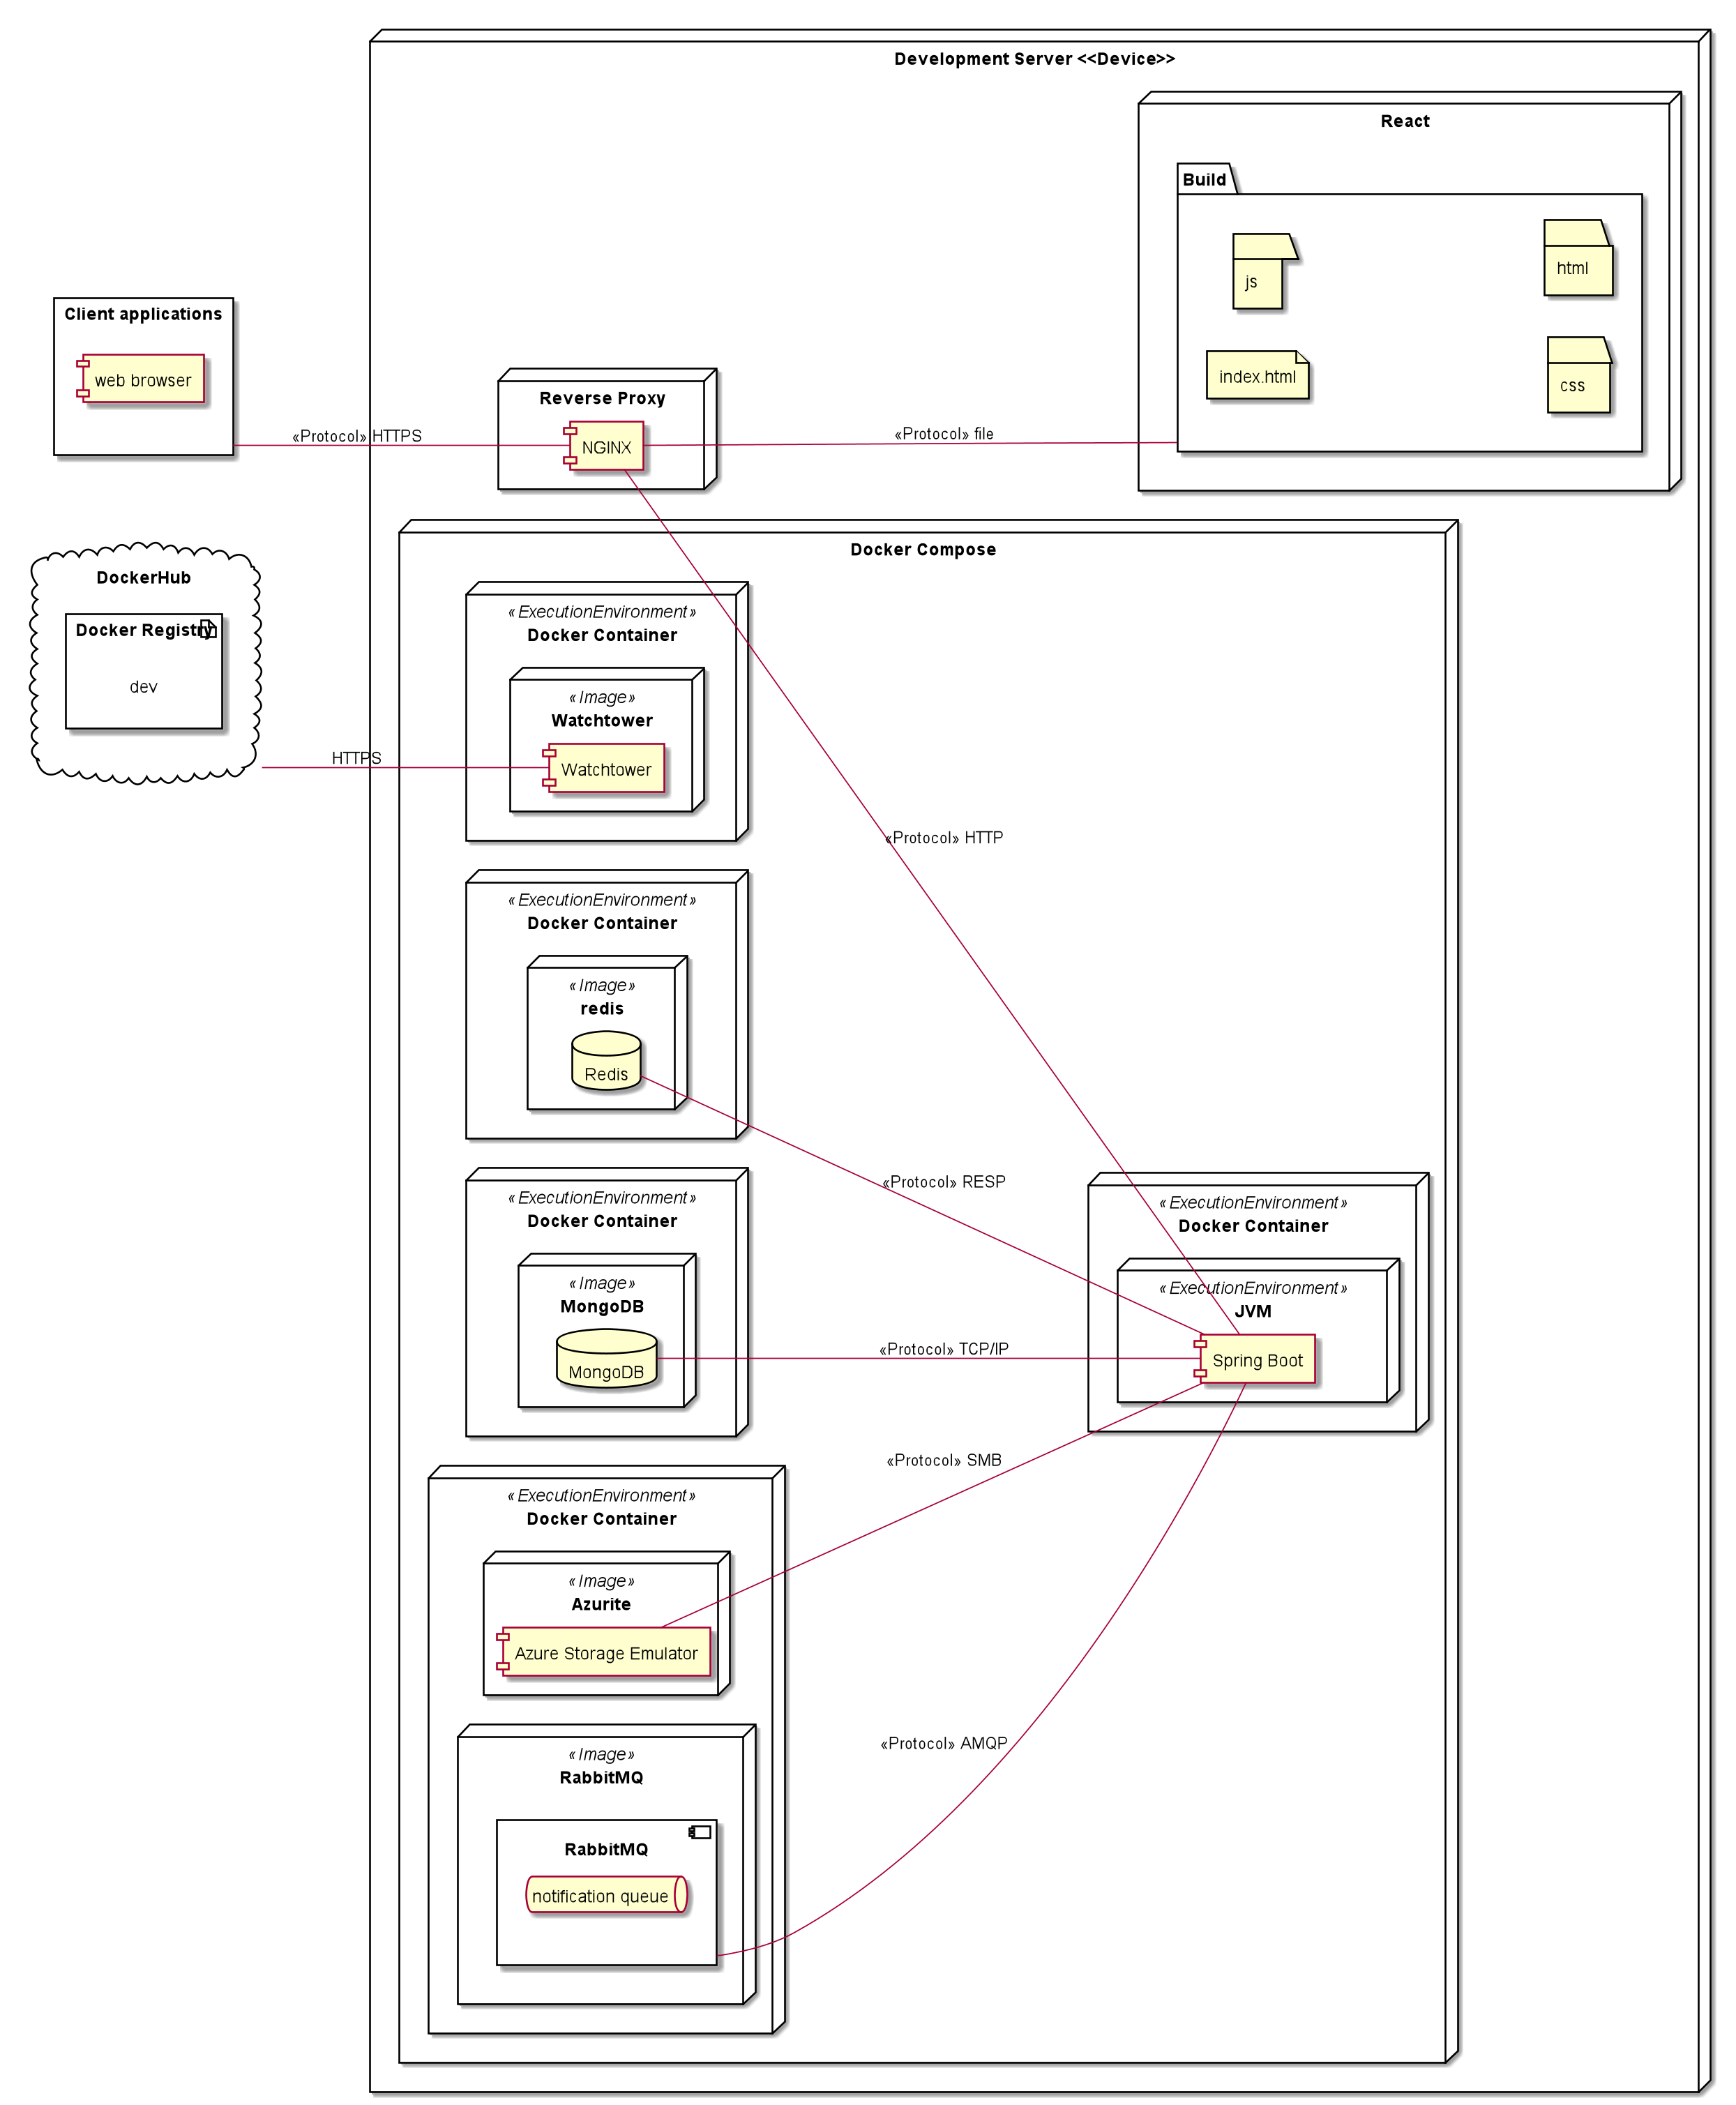 Development Server <<Device>>
React
Build
js
html
index.html
css
Client applications
web browser
«Protocol» HTTPS
Reverse Proxy
NGINX
«Protocol» file
DockerHub
Docker Registry
dev
HTTPS
Docker Compose
«ExecutionEnvironment»
Docker Container
«Image»
Watchtower
Watchtower
«Protocol» HTTP
«ExecutionEnvironment»
Docker Container
«Image»
redis
Redis
«Protocol» RESP
«ExecutionEnvironment»
Docker Container
«Image»
MongoDB
MongoDB
«Protocol» TCP/IP
«ExecutionEnvironment»
Docker Container
«ExecutionEnvironment»
JVM
Spring Boot
«Protocol» SMB
«ExecutionEnvironment»
Docker Container
«Image»
Azurite
Azure Storage Emulator
«Protocol» AMQP
«Image»
RabbitMQ
RabbitMQ
notification queue